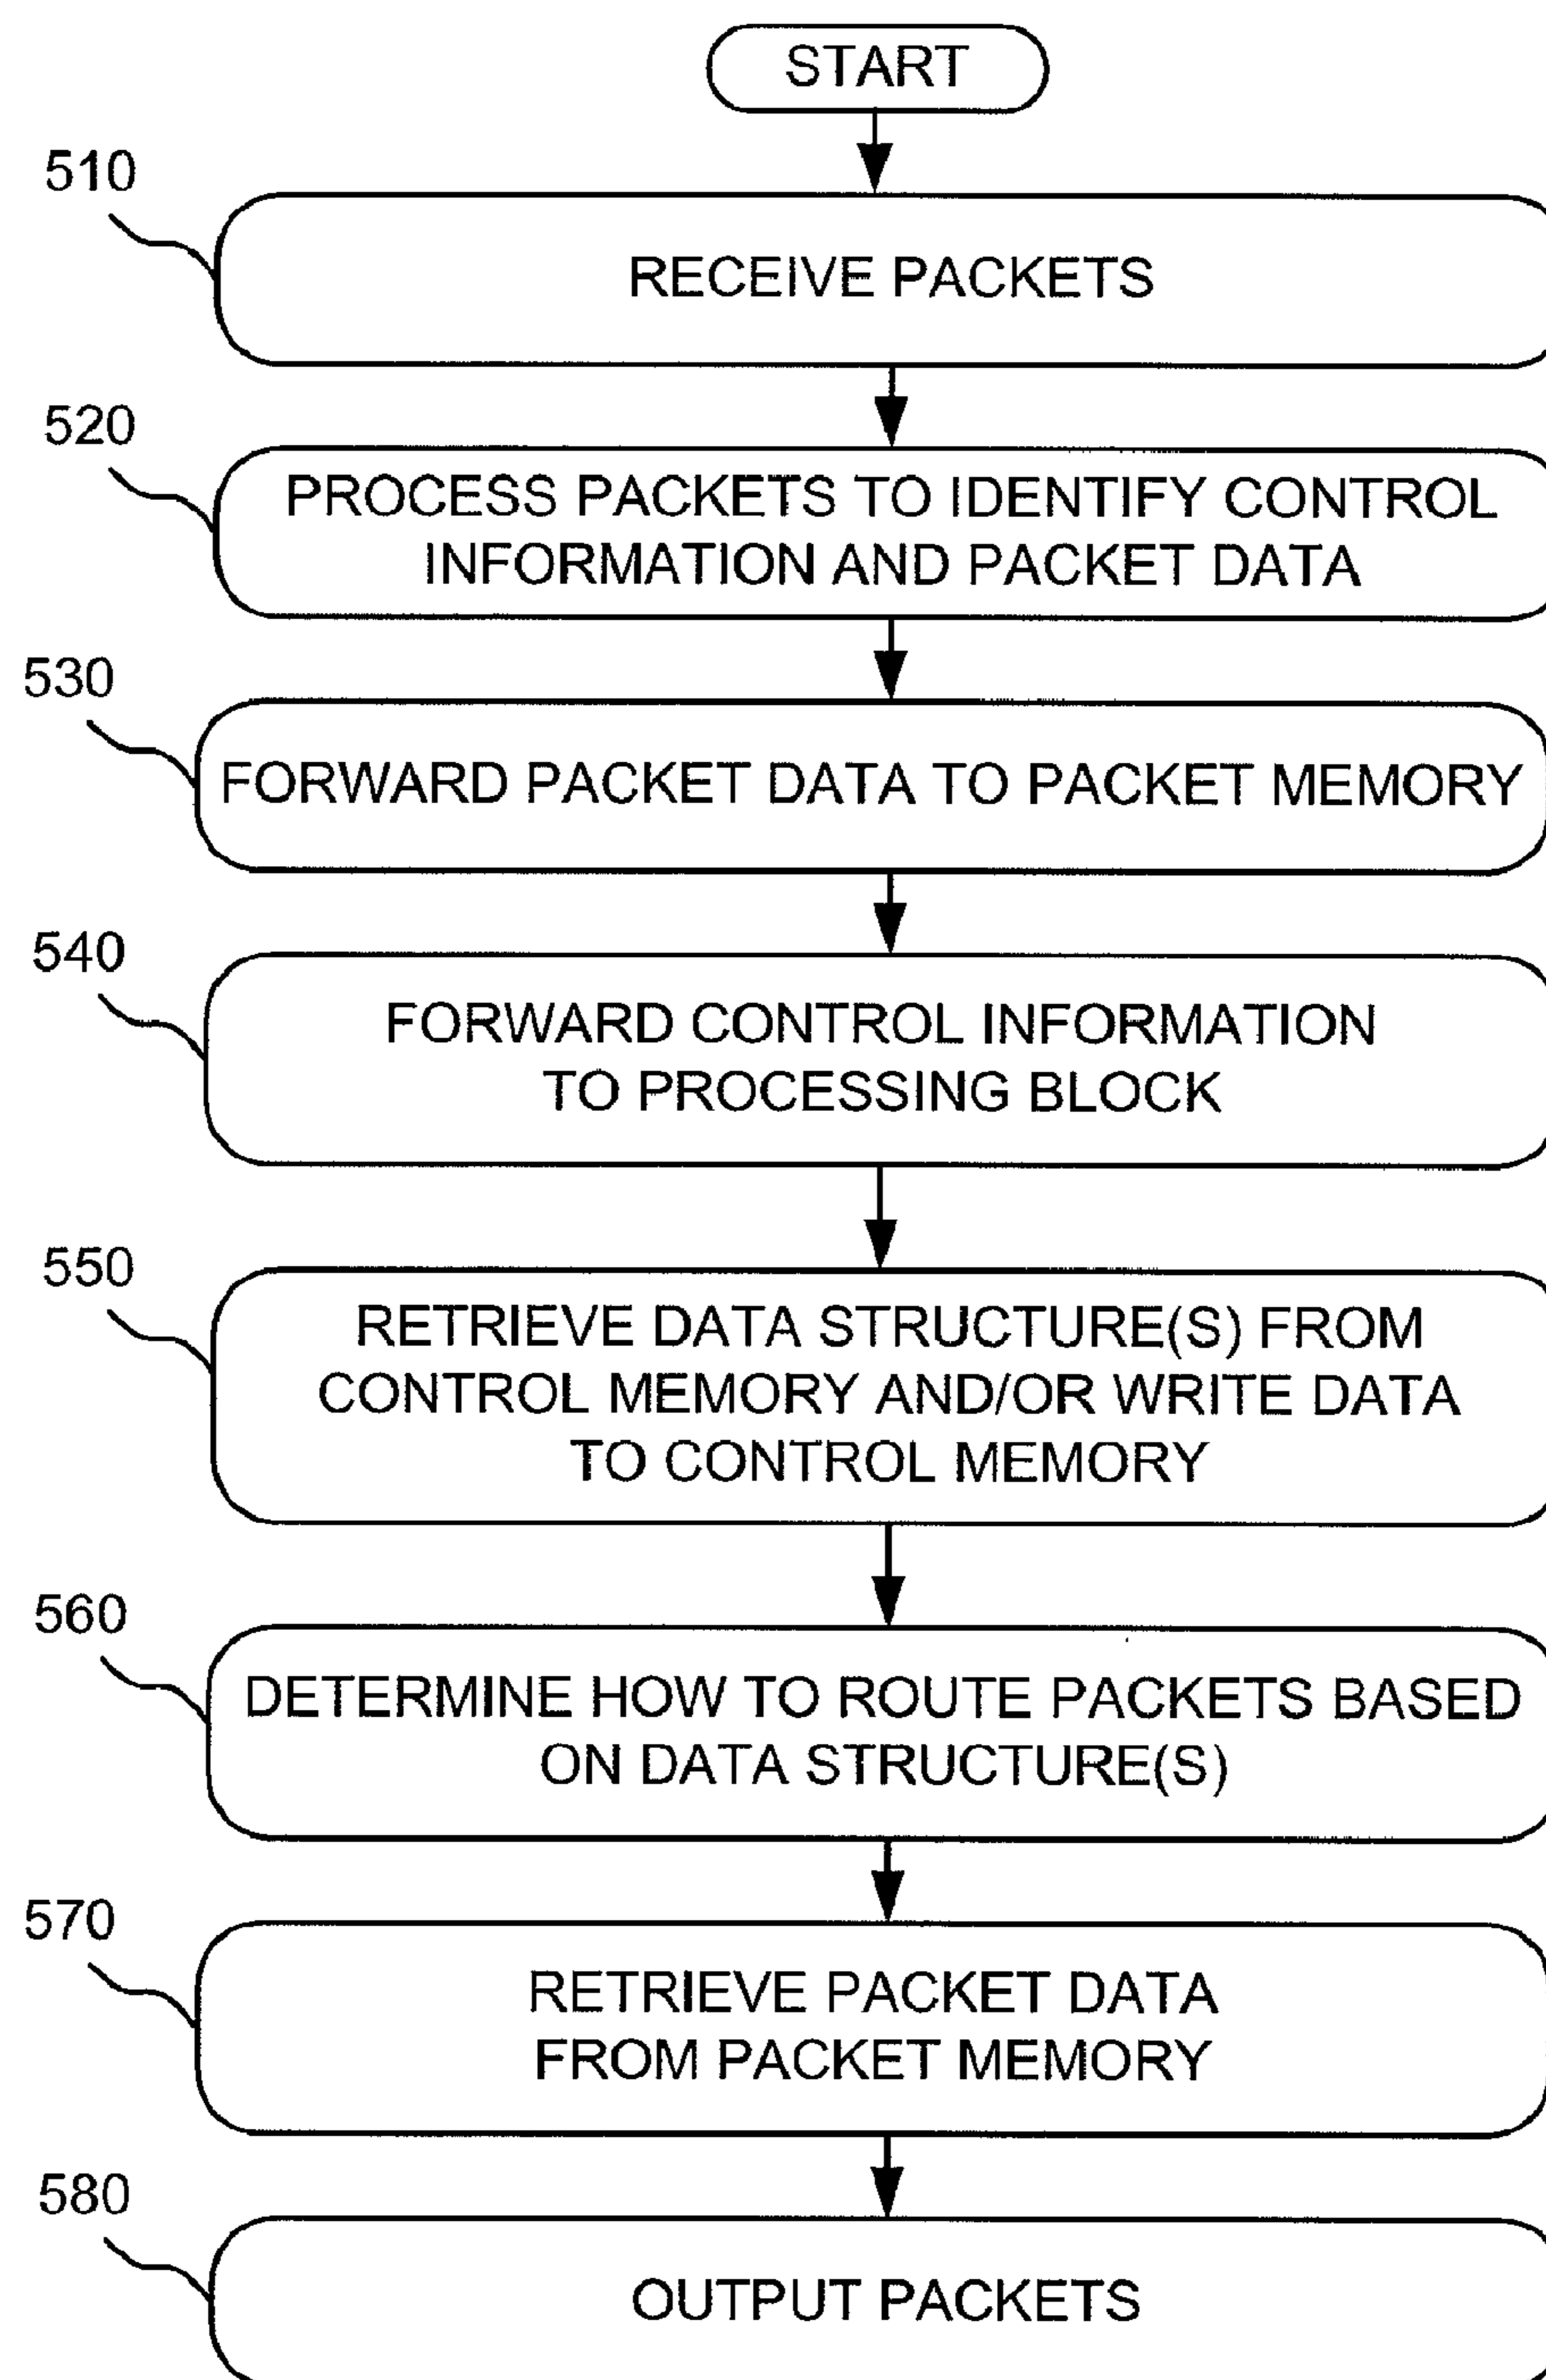 START
510
RECEIVE PACKETS
520
PROCESS PACKETS TO IDENTIFY CONTROL
INFORMATION AND PACKET DATA
530
FORWARD PACKET DATA TO PACKET MEMORY
540
FORWARD CONTROL INFORMATION
TO PROCESSING BLOCK
550
RETRIEVE DATA STRUCTURE(S) FROM
CONTROL MEMORY AND/OR WRITE DATA
TO CONTROL MEMORY
560
DETERMINE HOW TO ROUTE PACKETS BASED
ON DATA STRUCTURE(S)
570
RETRIEVE PACKET DATA
FROM PACKET MEMORY
580
OUTPUT PACKETS